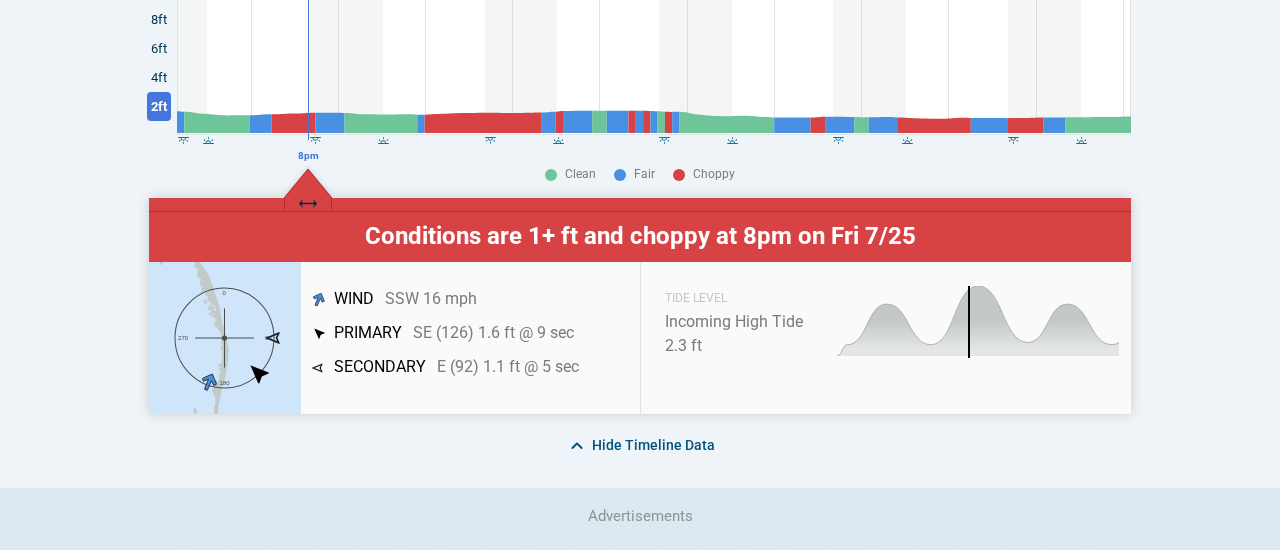 8ft
6ft
4ft
2ft
8pm
Clean Fair Choppy
Conditions are 1+ ft and choppy at 8pm on Fri 7/25
0
270
180
WIND SSW 16 mph
PRIMARY SE (126) 1.6 ft @ 9 sec
SECONDARY E (92) 1.1 ft @ 5 sec
TIDE LEVEL
Incoming High Tide
2.3 ft
Hide Timeline Data
Advertisements